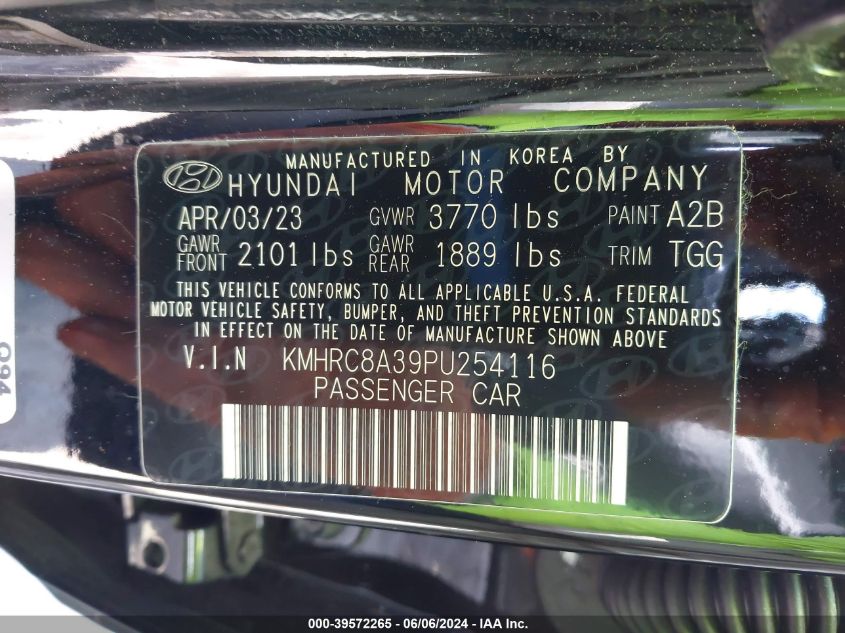 MANUFACTURED IN KOREA BY
HYUNDAI MOTOR COMPANY
APR/03/23 GVWR 3770 lbs PAINT A2B
GAWR FRONT 2101 lbs GAWR REAR 1889 lbs TRIM TGG
THIS VEHICLE CONFORMS TO ALL APPLICABLE U.S.A. FEDERAL
MOTOR VEHICLE SAFETY, BUMPER, AND THEFT PREVENTION STANDARDS
IN EFFECT ON THE DATE OF MANUFACTURE SHOWN ABOVE
V.I.N KMHRC8A39PU254116
PASSENGER CAR
094
000-39572265 - 06/06/2024 - IAA Inc.